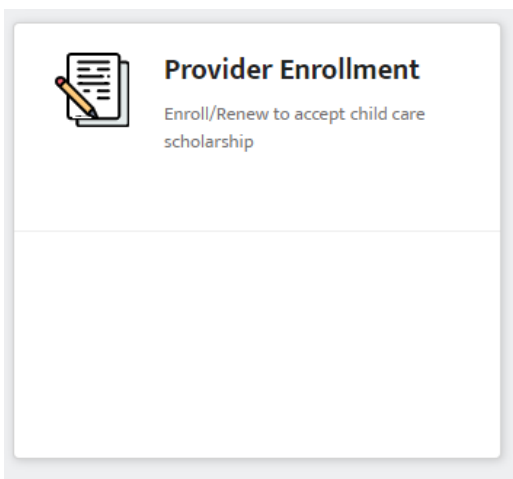 Provider Enrollment
Enroll/Renew to accept child care
scholarship